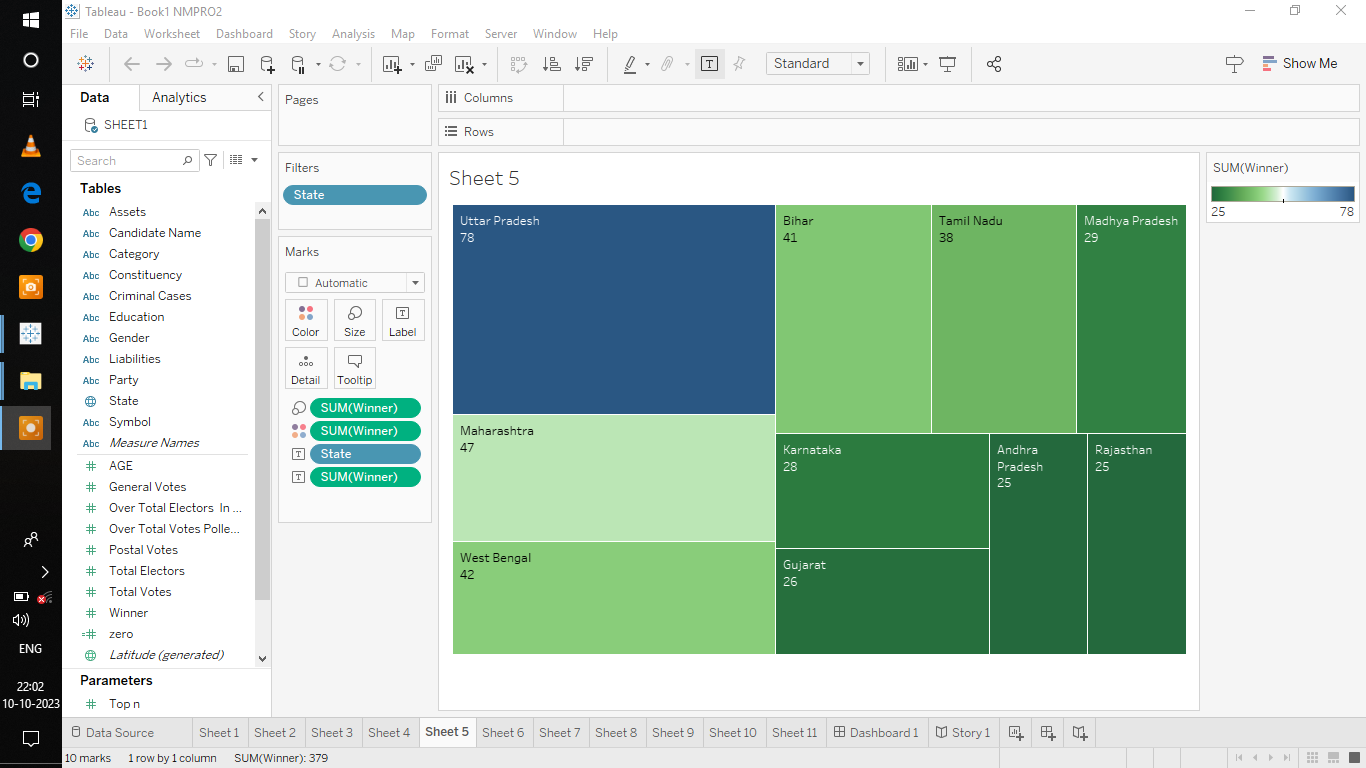 Tableau - Book1 NMPRO2
File Data Worksheet Dashboard Story Analysis Map Format Server Window Help
Standard
Show Me
Data
Analytics
SHEET1
Search
Tables
Abc Assets
Abc Candidate Name
Abc Category
Abc Constituency
Abc Criminal Cases
Abc Education
Abc Gender
Abc Liabilities
Abc Party
State
Abc Symbol
Abc Measure Names
# AGE
# General Votes
# Over Total Electors In ...
# Over Total Votes Polle...
# Postal Votes
# Total Electors
# Total Votes
# Winner
=# zero
Latitude (generated)
Parameters
# Top n
Pages
Filters
State
Marks
Automatic
Color Size Label
Detail Tooltip
SUM(Winner)
SUM(Winner)
State
SUM(Winner)
Columns
Rows
Sheet 5
Uttar Pradesh
78
Maharashtra
47
West Bengal
42
Bihar
41
Tamil Nadu
38
Madhya Pradesh
29
Karnataka
28
Gujarat
26
Andhra
Pradesh
25
Rajasthan
25
SUM(Winner)
25 78
Data Source Sheet 1 Sheet 2 Sheet 3 Sheet 4 Sheet 5 Sheet 6 Sheet 7 Sheet 8 Sheet 9 Sheet 10 Sheet 11 Dashboard 1 Story 1
10 marks 1 row by 1 column SUM(Winner): 379
ENG
22:02
10-10-2023